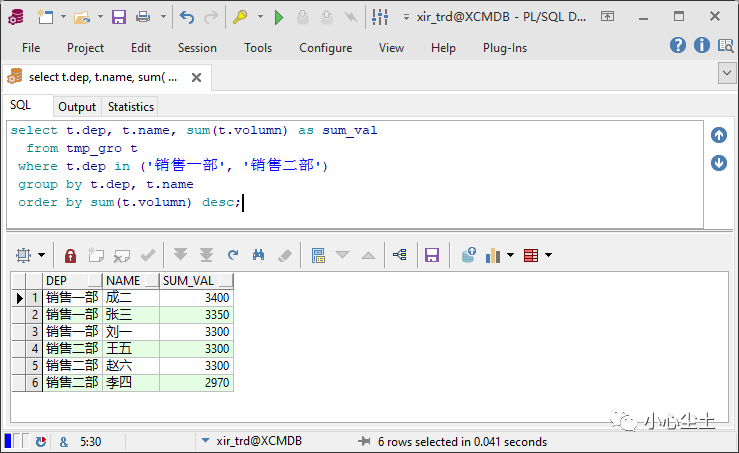 xir_trd@XCMDB - PL/SQL D...
File Project Edit Session Tools Configure View Help Plug-Ins
select t.dep, t.name, sum( ...
SQL Output Statistics
select t.dep, t.name, sum(t.volumn) as sum_val
from tmp_gro t
where t.dep in ('销售一部', '销售二部')
group by t.dep, t.name
order by sum(t.volumn) desc;
DEP NAME SUM_VAL
1 销售一部 成二 3400
2 销售一部 张三 3350
3 销售一部 刘一 3300
4 销售二部 王五 3300
5 销售二部 赵六 3300
6 销售二部 李四 2970
小心尘土
& 5:30 xir_trd@XCMDB 6 rows selected in 0.041 seconds